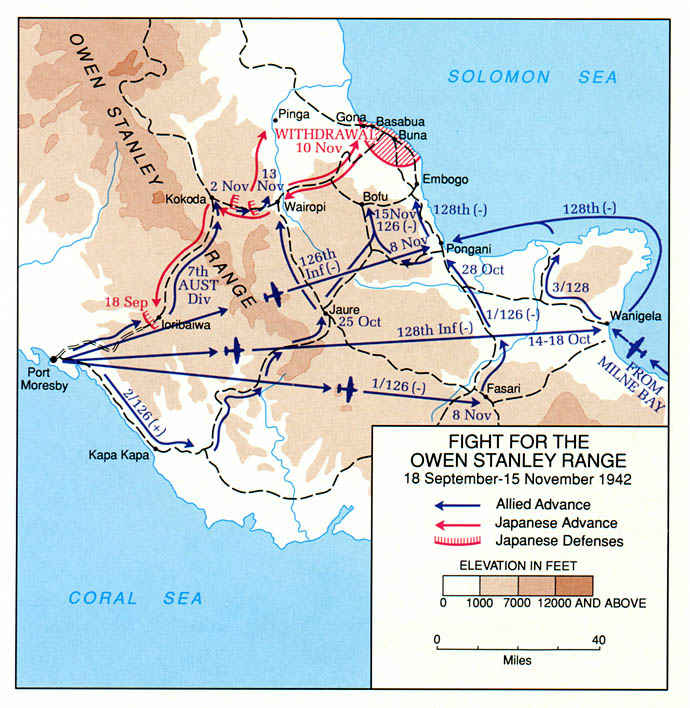 OWEN STANLEY RANGE
SOLOMON SEA
Pinga
Gona
Basabua
Buna
WITHDRAWAL
10 Nov
13
Nov
2 Nov
Kokoda
Wairopi
Bofu
Embogo
15Nov
126 (-)
128th (-)
128th (-)
8 Nov
Pongani
28 Oct
126th
Inf (-)
7th
AUST
Div
18 Sep
Ioribaiwa
Jaure
25 Oct
3/128
Wanigela
1/126 (-)
128th Inf (-)
14-18 Oct
FROM
MILNE BAY
Port
Moresby
1/126 (-)
Fasari
8 Nov
2/126 (+)
Kapa Kapa
CORAL SEA
FIGHT FOR THE
OWEN STANLEY RANGE
18 September-15 November 1942
Allied Advance
Japanese Advance
Japanese Defenses
ELEVATION IN FEET
0 1000 7000 12000 AND ABOVE
0 40
Miles